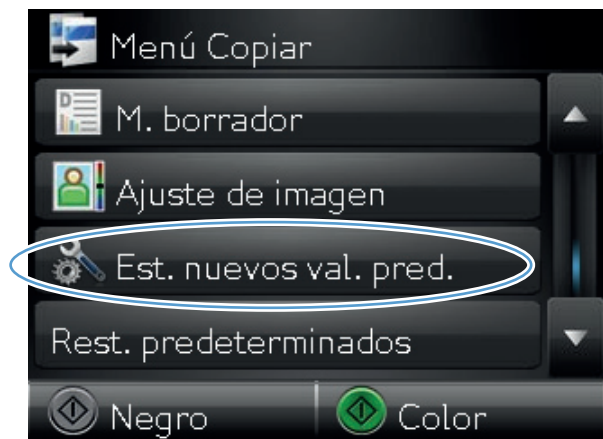 Menú Copiar
M. borrador
Ajuste de imagen
Est. nuevos val. pred.
Rest. predeterminados
Negro
Color